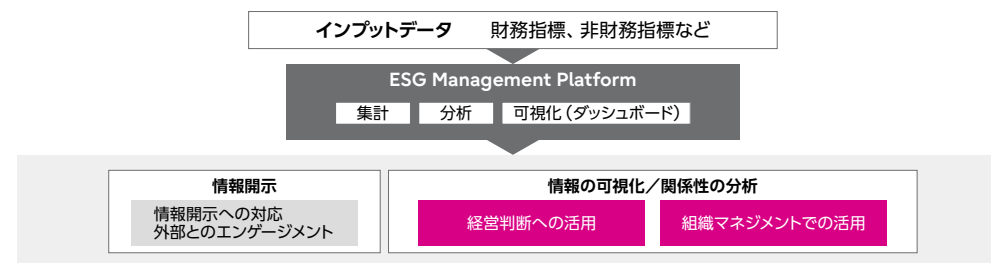 インプットデータ 財務指標、非財務指標など
ESG Management Platform
集計 分析 可視化(ダッシュボード)
情報開示
情報開示への対応
外部とのエンゲージメント
情報の可視化/関係性の分析
経営判断への活用 組織マネジメントでの活用